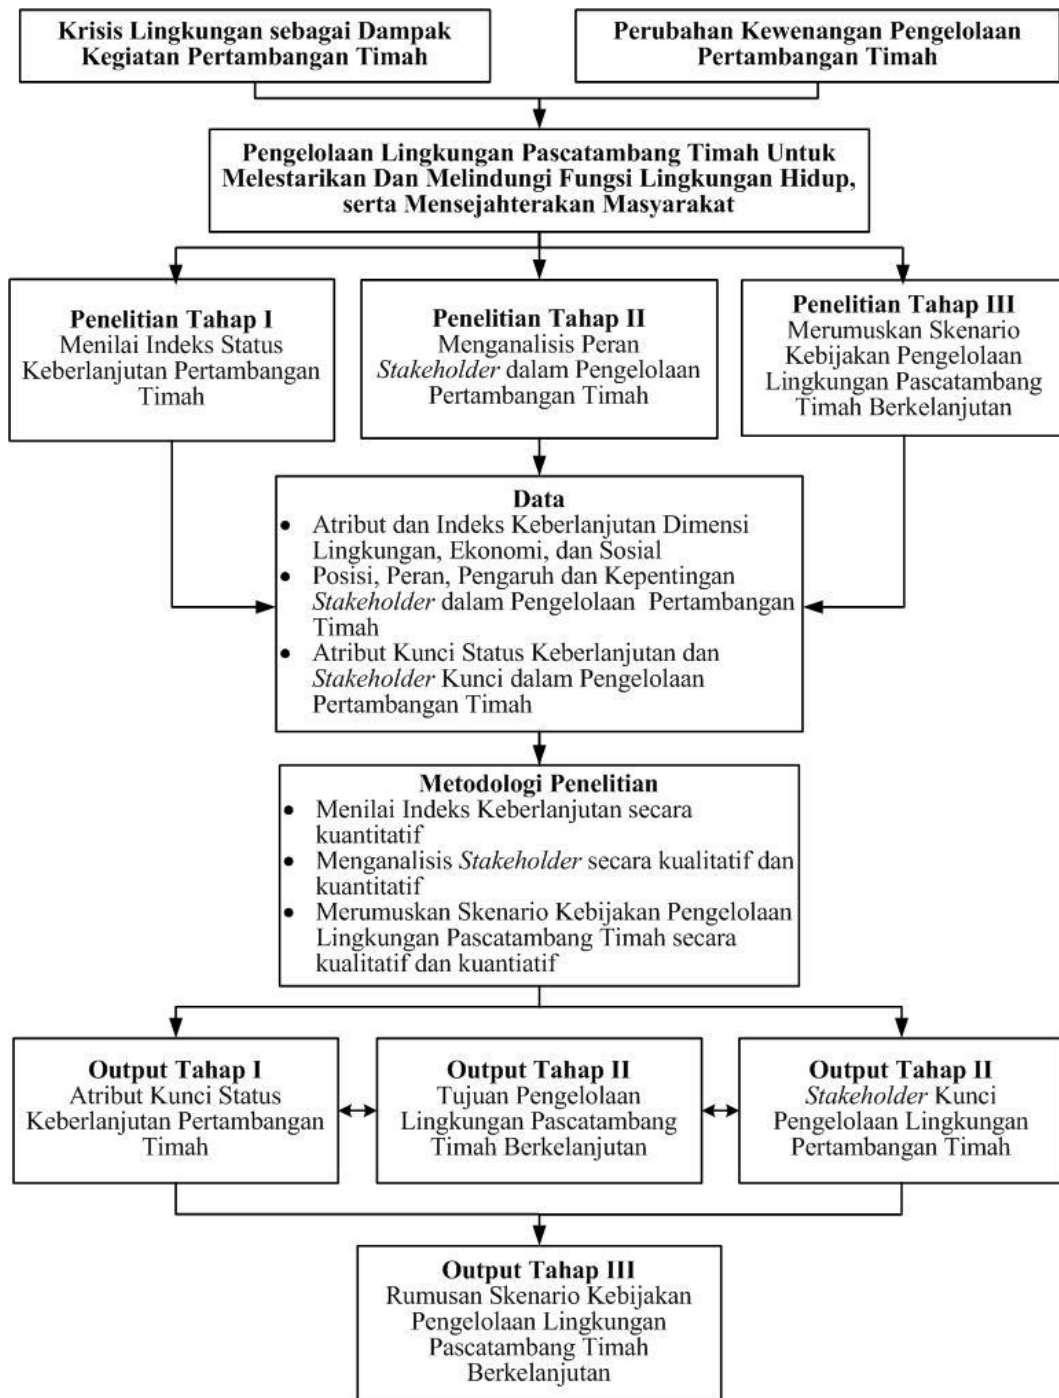 Krisis Lingkungan sebagai Dampak
Kegiatan Pertambangan Timah
Perubahan Kewenangan Pengelolaan
Pertambangan Timah
Pengelolaan Lingkungan Pascatambang Timah Untuk
Melestarikan Dan Melindungi Fungsi Lingkungan Hidup,
serta Mensejahterakan Masyarakat
Penelitian Tahap I
Menilai Indeks Status
Keberlanjutan Pertambangan
Timah
Penelitian Tahap II
Menganalisis Peran
Stakeholder dalam Pengelolaan
Pertambangan Timah
Penelitian Tahap III
Merumuskan Skenario
Kebijakan Pengelolaan
Lingkungan Pascatambang
Timah Berkelanjutan
Data
• Atribut dan Indeks Keberlanjutan Dimensi
Lingkungan, Ekonomi, dan Sosial
• Posisi, Peran, Pengaruh dan Kepentingan
Stakeholder dalam Pengelolaan Pertambangan
Timah
• Atribut Kunci Status Keberlanjutan dan
Stakeholder Kunci dalam Pengelolaan
Pertambangan Timah
Metodologi Penelitian
• Menilai Indeks Keberlanjutan secara
kuantitatif
• Menganalisis Stakeholder secara kualitatif dan
kuantitatif
• Merumuskan Skenario Kebijakan Pengelolaan
Lingkungan Pascatambang Timah secara
kualitatif dan kuantiatif
Output Tahap I
Atribut Kunci Status
Keberlanjutan Pertambangan
Timah
Output Tahap II
Tujuan Pengelolaan
Lingkungan Pascatambang
Timah Berkelanjutan
Output Tahap II
Stakeholder Kunci
Pengelolaan Lingkungan
Pertambangan Timah
Output Tahap III
Rumusan Skenario Kebijakan
Pengelolaan Lingkungan
Pascatambang Timah
Berkelanjutan